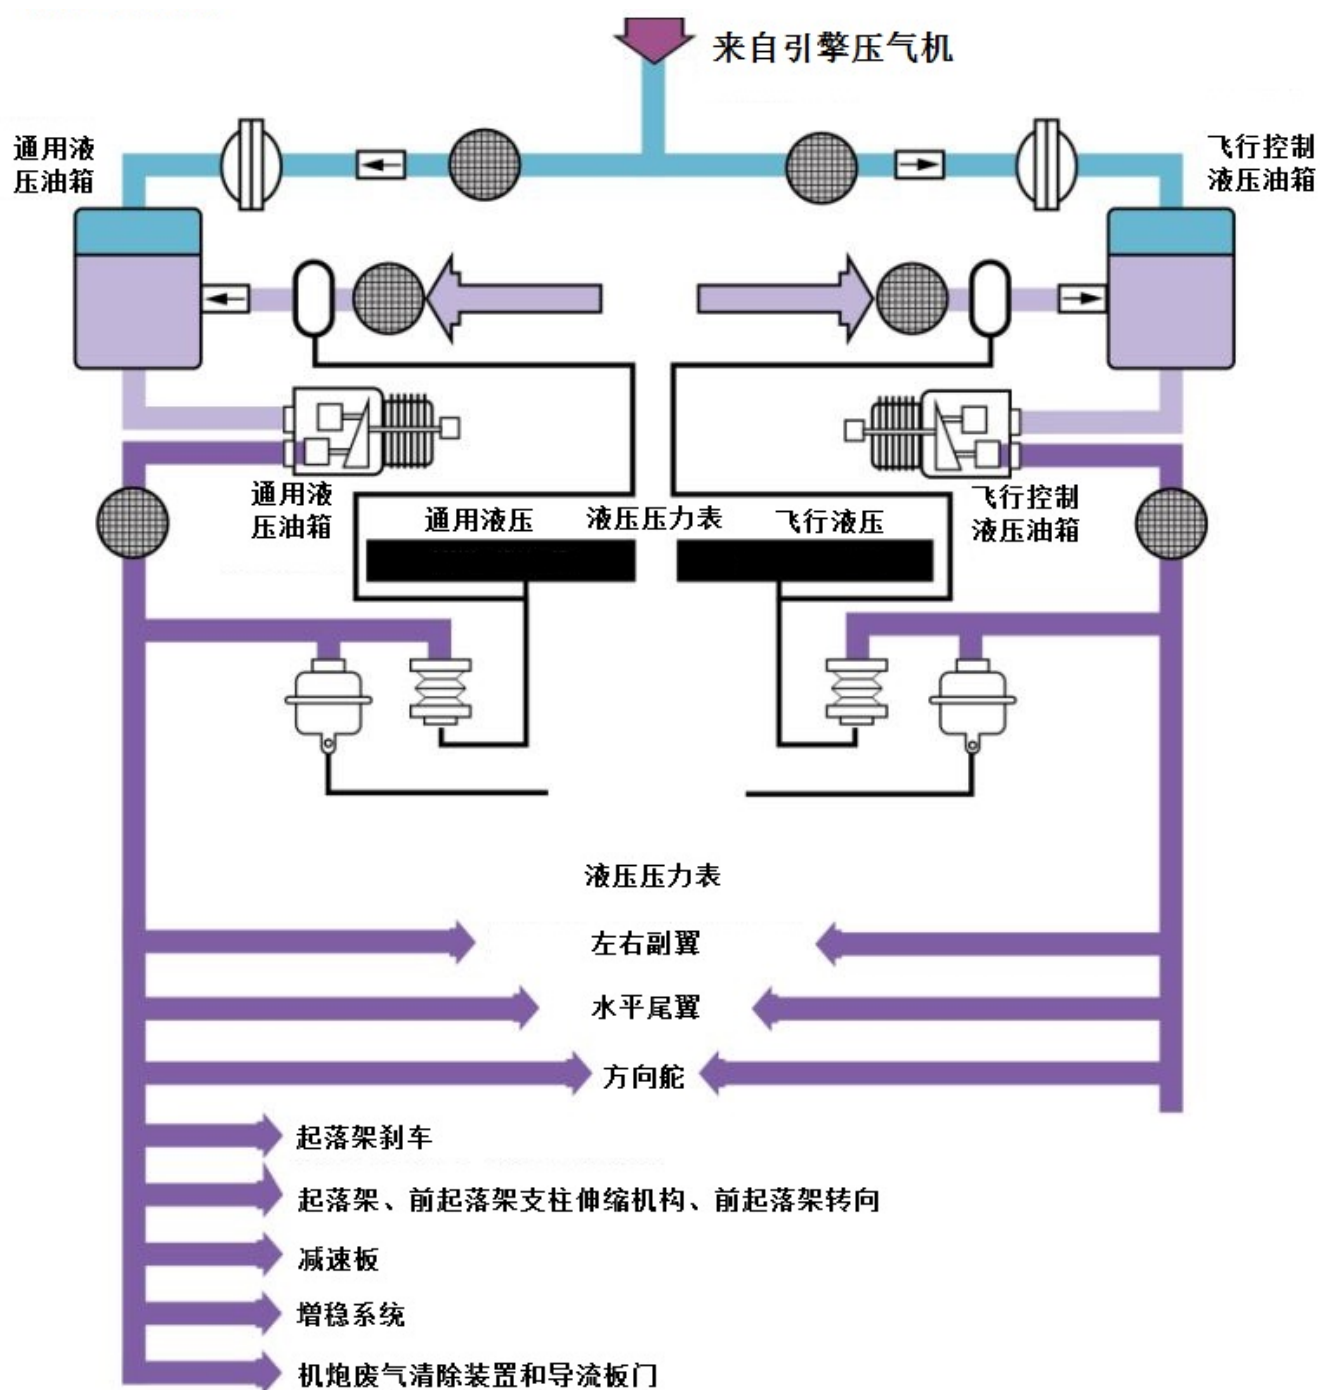 来自引擎压气机
通用液
压油箱
飞行控制
液压油箱
通用液
压油箱
飞行控制
液压油箱
通用液压
液压压力表
飞行液压
液压压力表
左右副翼
水平尾翼
方向舵
起落架刹车
起落架、前起落架支柱伸缩机构、前起落架转向
减速板
增稳系统
机炮废气清除装置和导流板门